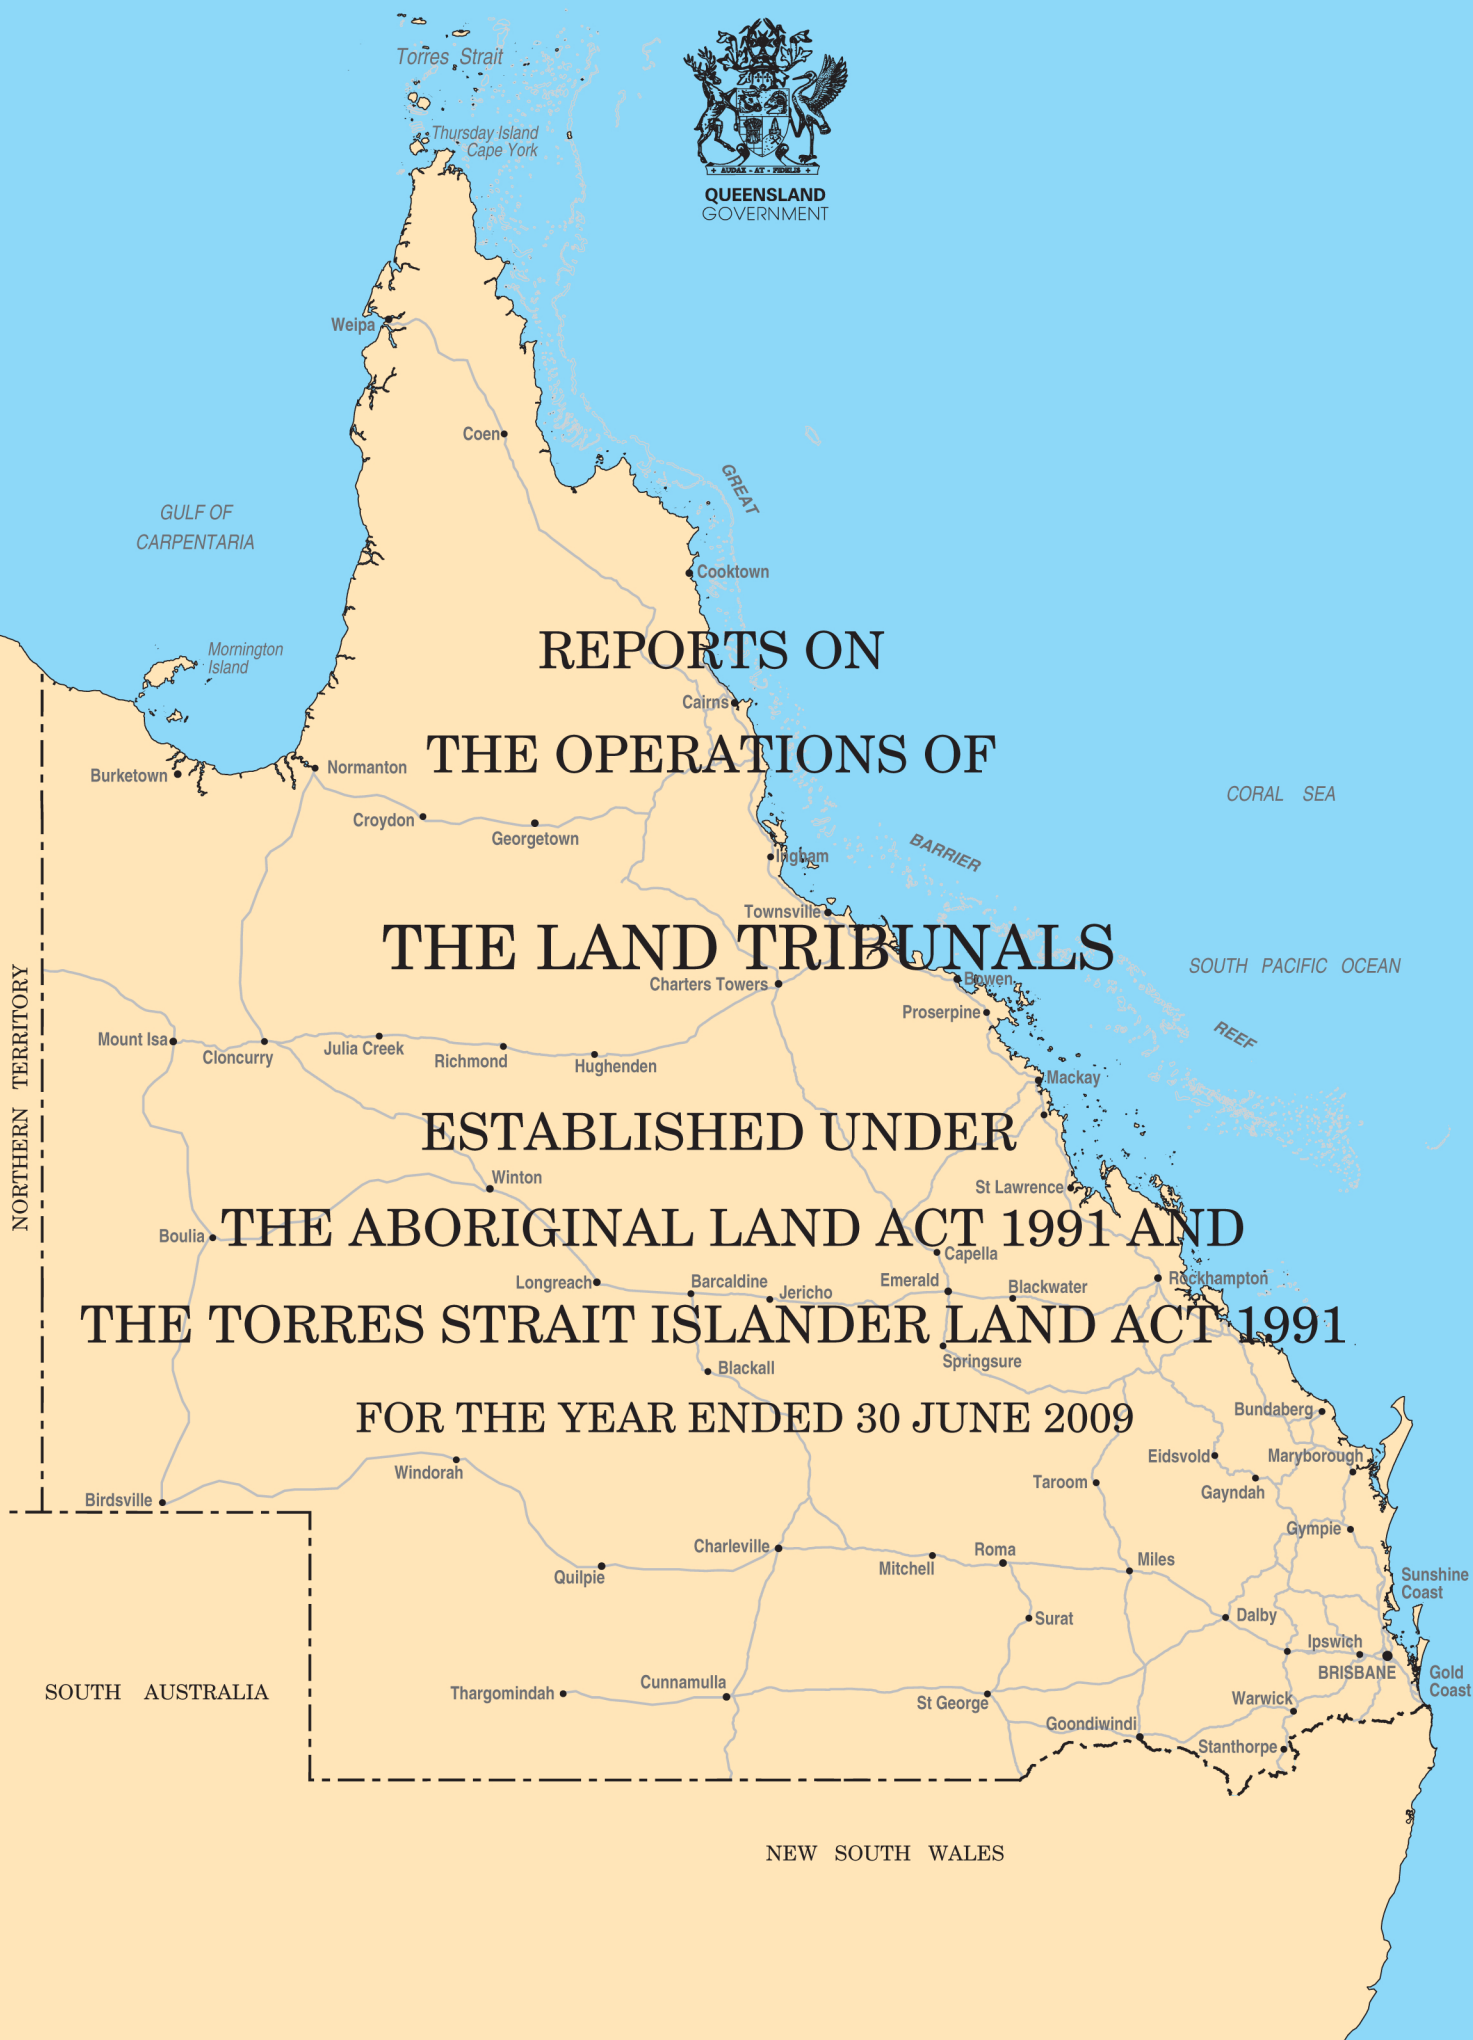 Torres Strait
Thursday Island
Cape York
+ AUDAX - AT - FIDELIS +
QUEENSLAND
GOVERNMENT
Weipa
Coen
GREAT
GULF OF
CARPENTARIA
Cooktown
Mornington
Island
REPORTS ON
Cairns
THE OPERATIONS OF
Burketown
Normanton
CORAL SEA
Croydon
Georgetown
BARRIER
Ingham
Townsville
THE LAND TRIBUNALS
SOUTH PACIFIC OCEAN
Charters Towers
Bowen
Proserpine
REEF
NORTHERN TERRITORY
Mount Isa
Cloncurry
Julia Creek
Richmond
Hughenden
Mackay
ESTABLISHED UNDER
Winton
St Lawrence
Boulia
THE ABORIGINAL LAND ACT 1991 AND
Capella
Longreach
Barcaldine
Jericho
Emerald
Blackwater
Rockhampton
THE TORRES STRAIT ISLANDER LAND ACT 1991
Blackall
Springsure
FOR THE YEAR ENDED 30 JUNE 2009
Bundaberg
Windorah
Eidsvold
Maryborough
Taroom
Gayndah
Birdsville
Gympie
Charleville
Mitchell
Roma
Miles
Quilpie
Sunshine
Coast
Surat
Dalby
Ipswich
BRISBANE
Gold
Coast
SOUTH AUSTRALIA
Thargomindah
Cunnamulla
St George
Warwick
Goondiwindi
Stanthorpe
NEW SOUTH WALES